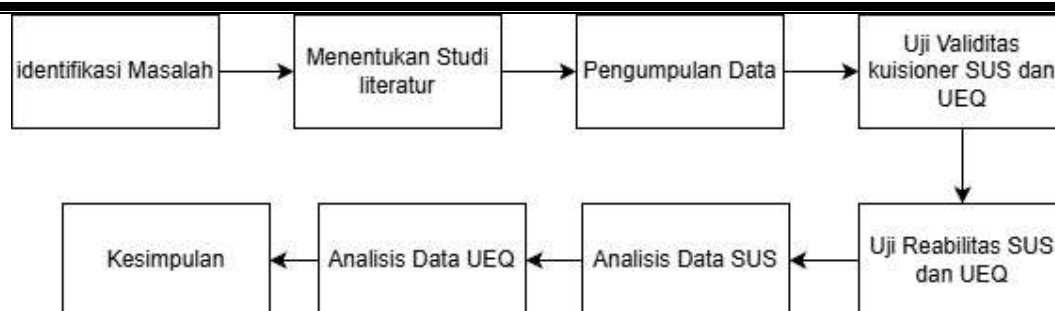 identifikasi Masalah
Menentukan Studi
literatur
Pengumpulan Data
Uji Validitas
kuisioner SUS dan
UEQ
Uji Reabilitas SUS
dan UEQ
Analisis Data SUS
Analisis Data UEQ
Kesimpulan